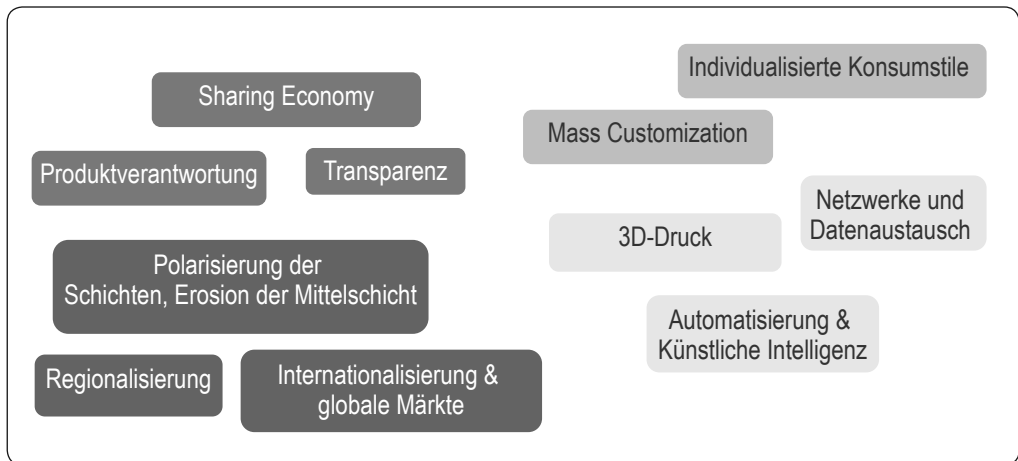 Individualisierte Konsumstile
Sharing Economy
Mass Customization
Produktverantwortung
Transparenz
Netzwerke und
Datenaustausch
3D-Druck
Polarisierung der
Schichten, Erosion der Mittelschicht
Automatisierung &
Künstliche Intelligenz
Regionalisierung
Internationalisierung &
globale Märkte